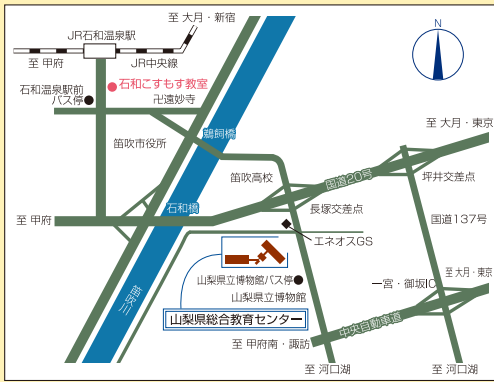 至 大月・新宿
JR石和温泉駅
N
至 甲府
JR中央線
石和こすもす教室
石和温泉駅前
バス停
卍遠妙寺
鵜飼橋
笛吹市役所
至 大月・東京
国道20号
笛吹高校
坪井交差点
石和橋
長塚交差点
至 甲府
国道137号
エネオスGS
山梨県立博物館バス停
一宮・御坂IC
至 大月・東京
笛吹川
山梨県立博物館
山梨県総合教育センター
中央自動車道
至 甲府南・諏訪
至 河口湖
至 河口湖